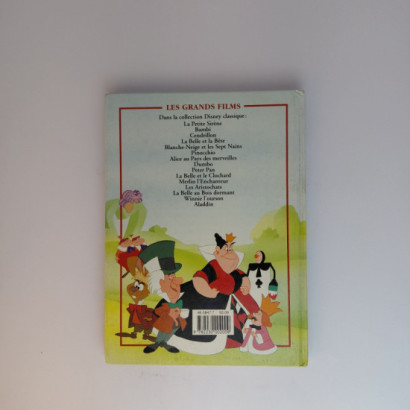 LES GRANDS FILMS
Dans la collection Disney classique:
La Petite Sirène
Bambi
Cendrillon
La Belle et la Bête
Blanche-Neige et les Sept Nains
Pinocchio
Alice au Pays des merveilles
Dumbo
Peter Pan
La Belle et le Clochard
Merlin l'Enchanteur
Les Aristochats
La Belle au Bois dormant
Winnie l'ourson
Aladdin